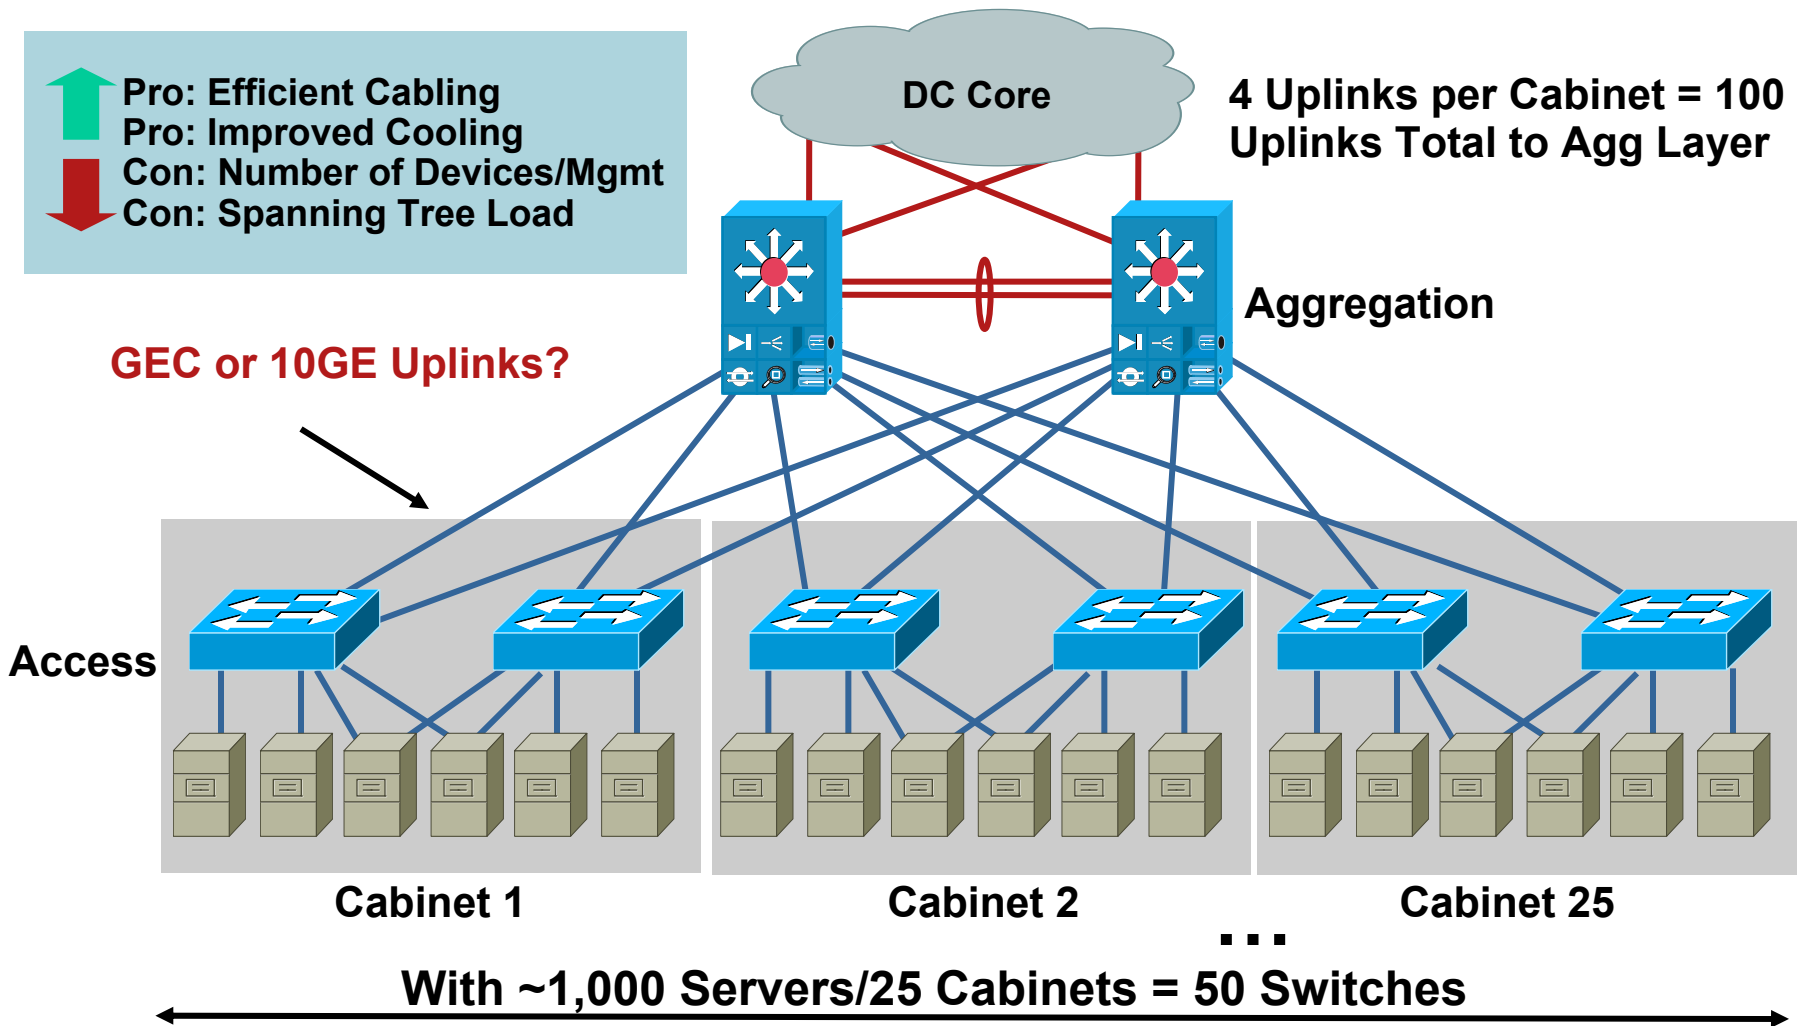 Pro: Efficient Cabling
Pro: Improved Cooling
Con: Number of Devices/Mgmt
Con: Spanning Tree Load
DC Core
4 Uplinks per Cabinet = 100
Uplinks Total to Agg Layer
Aggregation
GEC or 10GE Uplinks?
Access
Cabinet 1
Cabinet 2
Cabinet 25
...
With ~1,000 Servers/25 Cabinets = 50 Switches